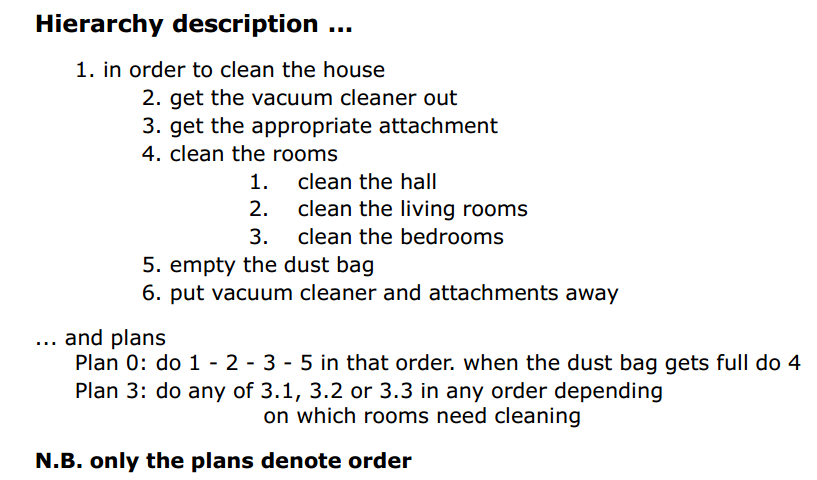 Hierarchy description ...
1. in order to clean the house
2. get the vacuum cleaner out
3. get the appropriate attachment
4. clean the rooms
1. clean the hall
2. clean the living rooms
3. clean the bedrooms
5. empty the dust bag
6. put vacuum cleaner and attachments away
... and plans
Plan 0: do 1 - 2 - 3 - 5 in that order. when the dust bag gets full do 4
Plan 3: do any of 3.1, 3.2 or 3.3 in any order depending
on which rooms need cleaning
N.B. only the plans denote order